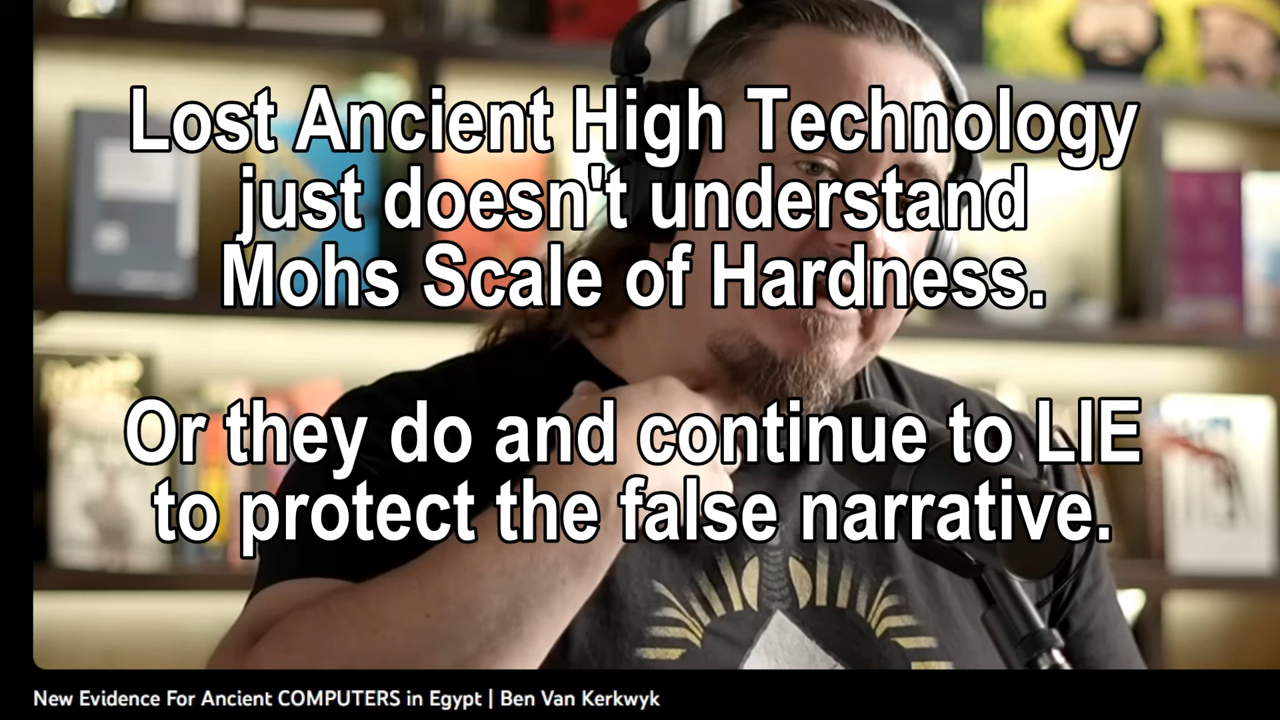 Lost Ancient High Technology
just doesn't understand
Mohs Scale of Hardness.
Or they do and continue to LIE
to protect the false narrative.
New Evidence For Ancient COMPUTERS in Egypt | Ben Van Kerkwyk